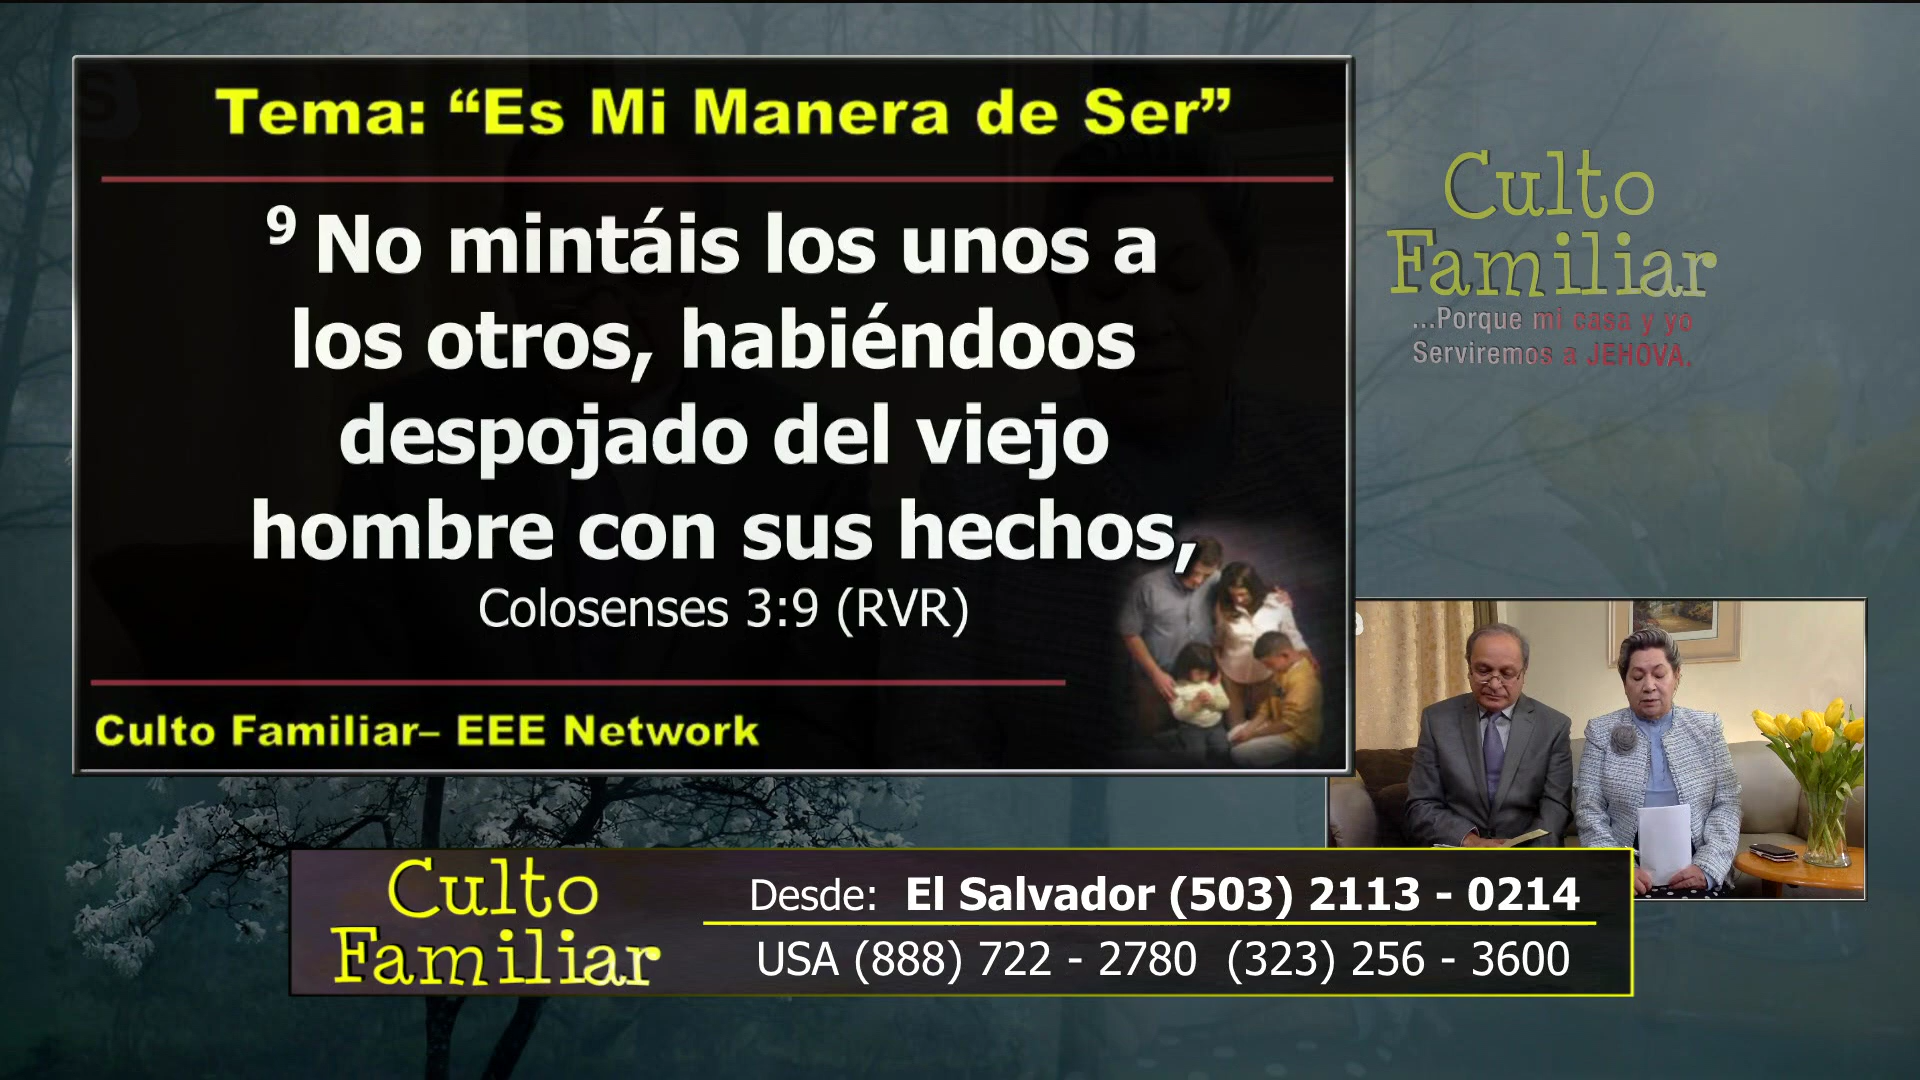 Tema: “Es Mi Manera de Ser”
9 No mintáis los unos a
los otros, habiéndoos
despojado del viejo
hombre con sus hechos,
Colosenses 3:9 (RVR)
Culto Familiar– EEE Network
Culto
Familiar
...Porque mi casa y yo
Serviremos a JEHOVA.
Culto
Familiar
Desde: El Salvador (503) 2113 - 0214
USA (888) 722 - 2780 (323) 256 - 3600